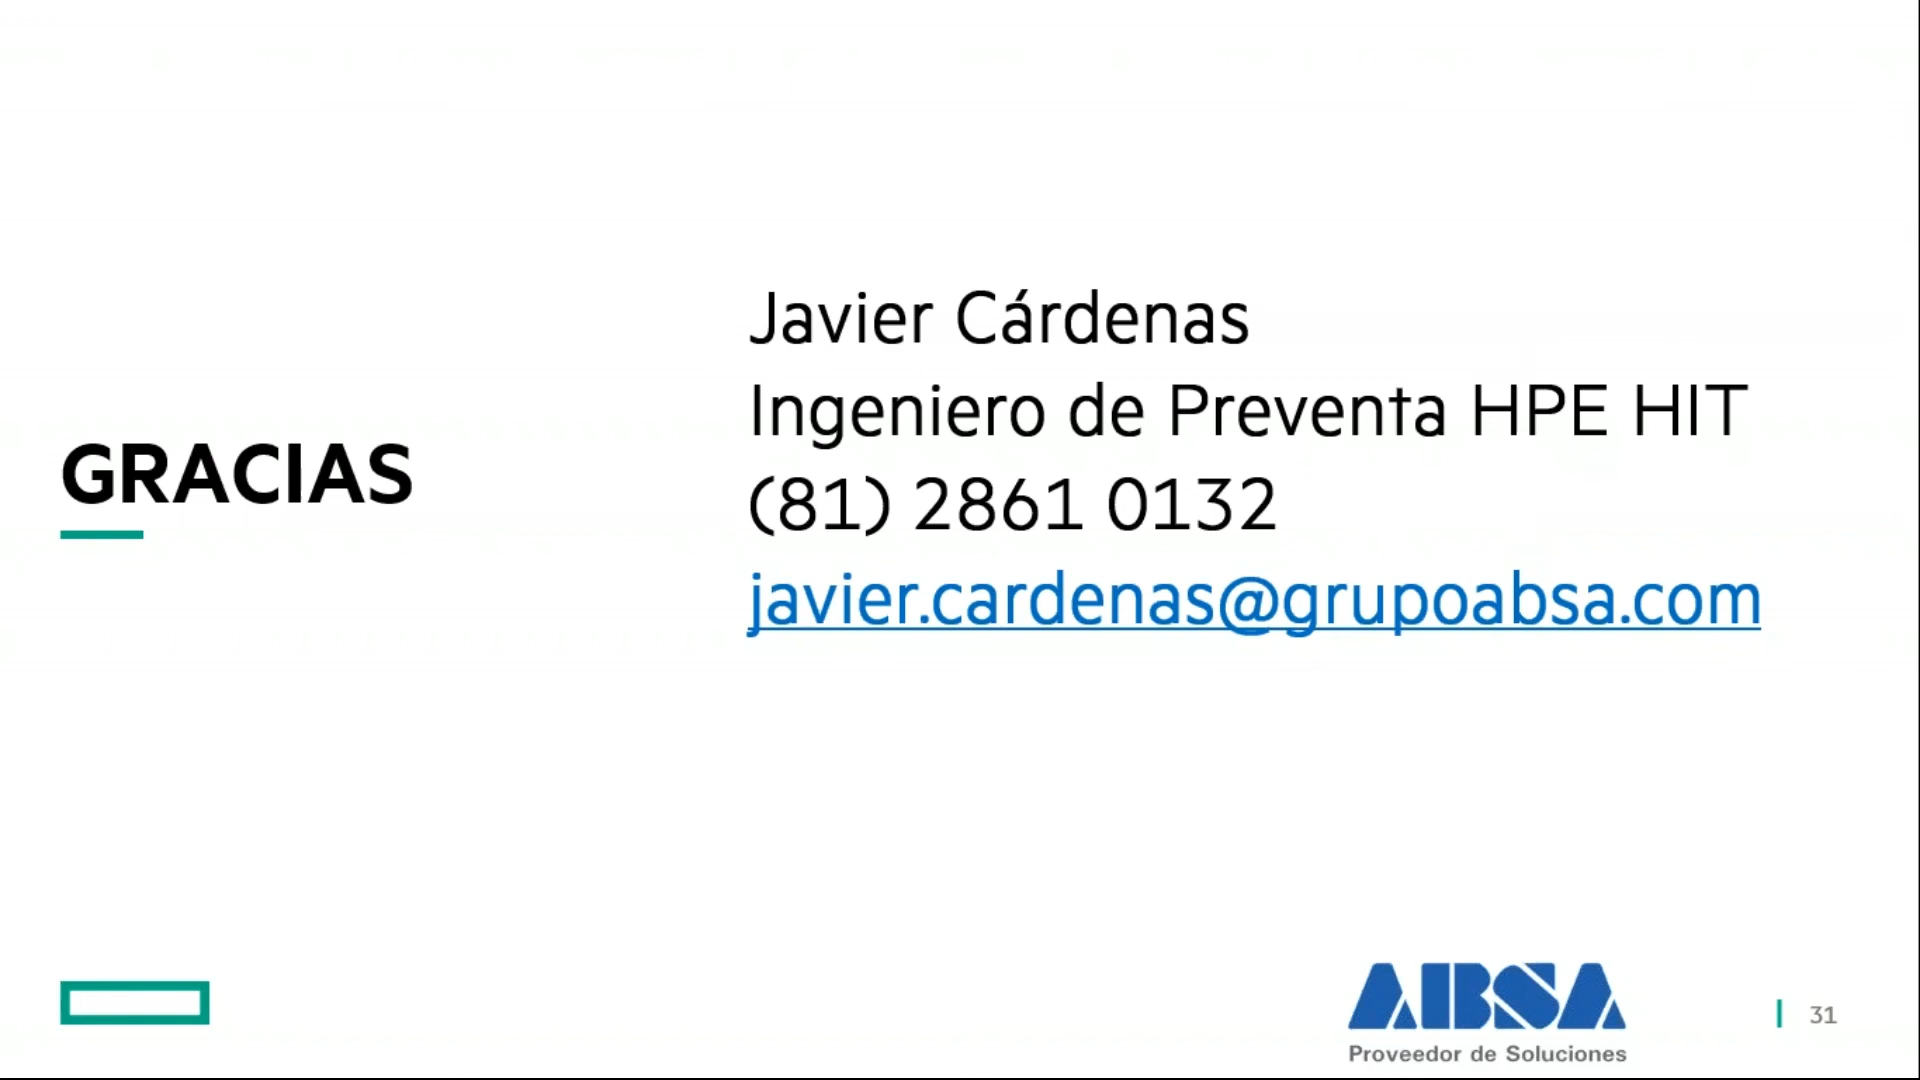 GRACIAS
Javier Cárdenas
Ingeniero de Preventa HPE HIT
(81) 2861 0132
javier.cardenas@grupoabsa.com
ABSA
Proveedor de Soluciones
31